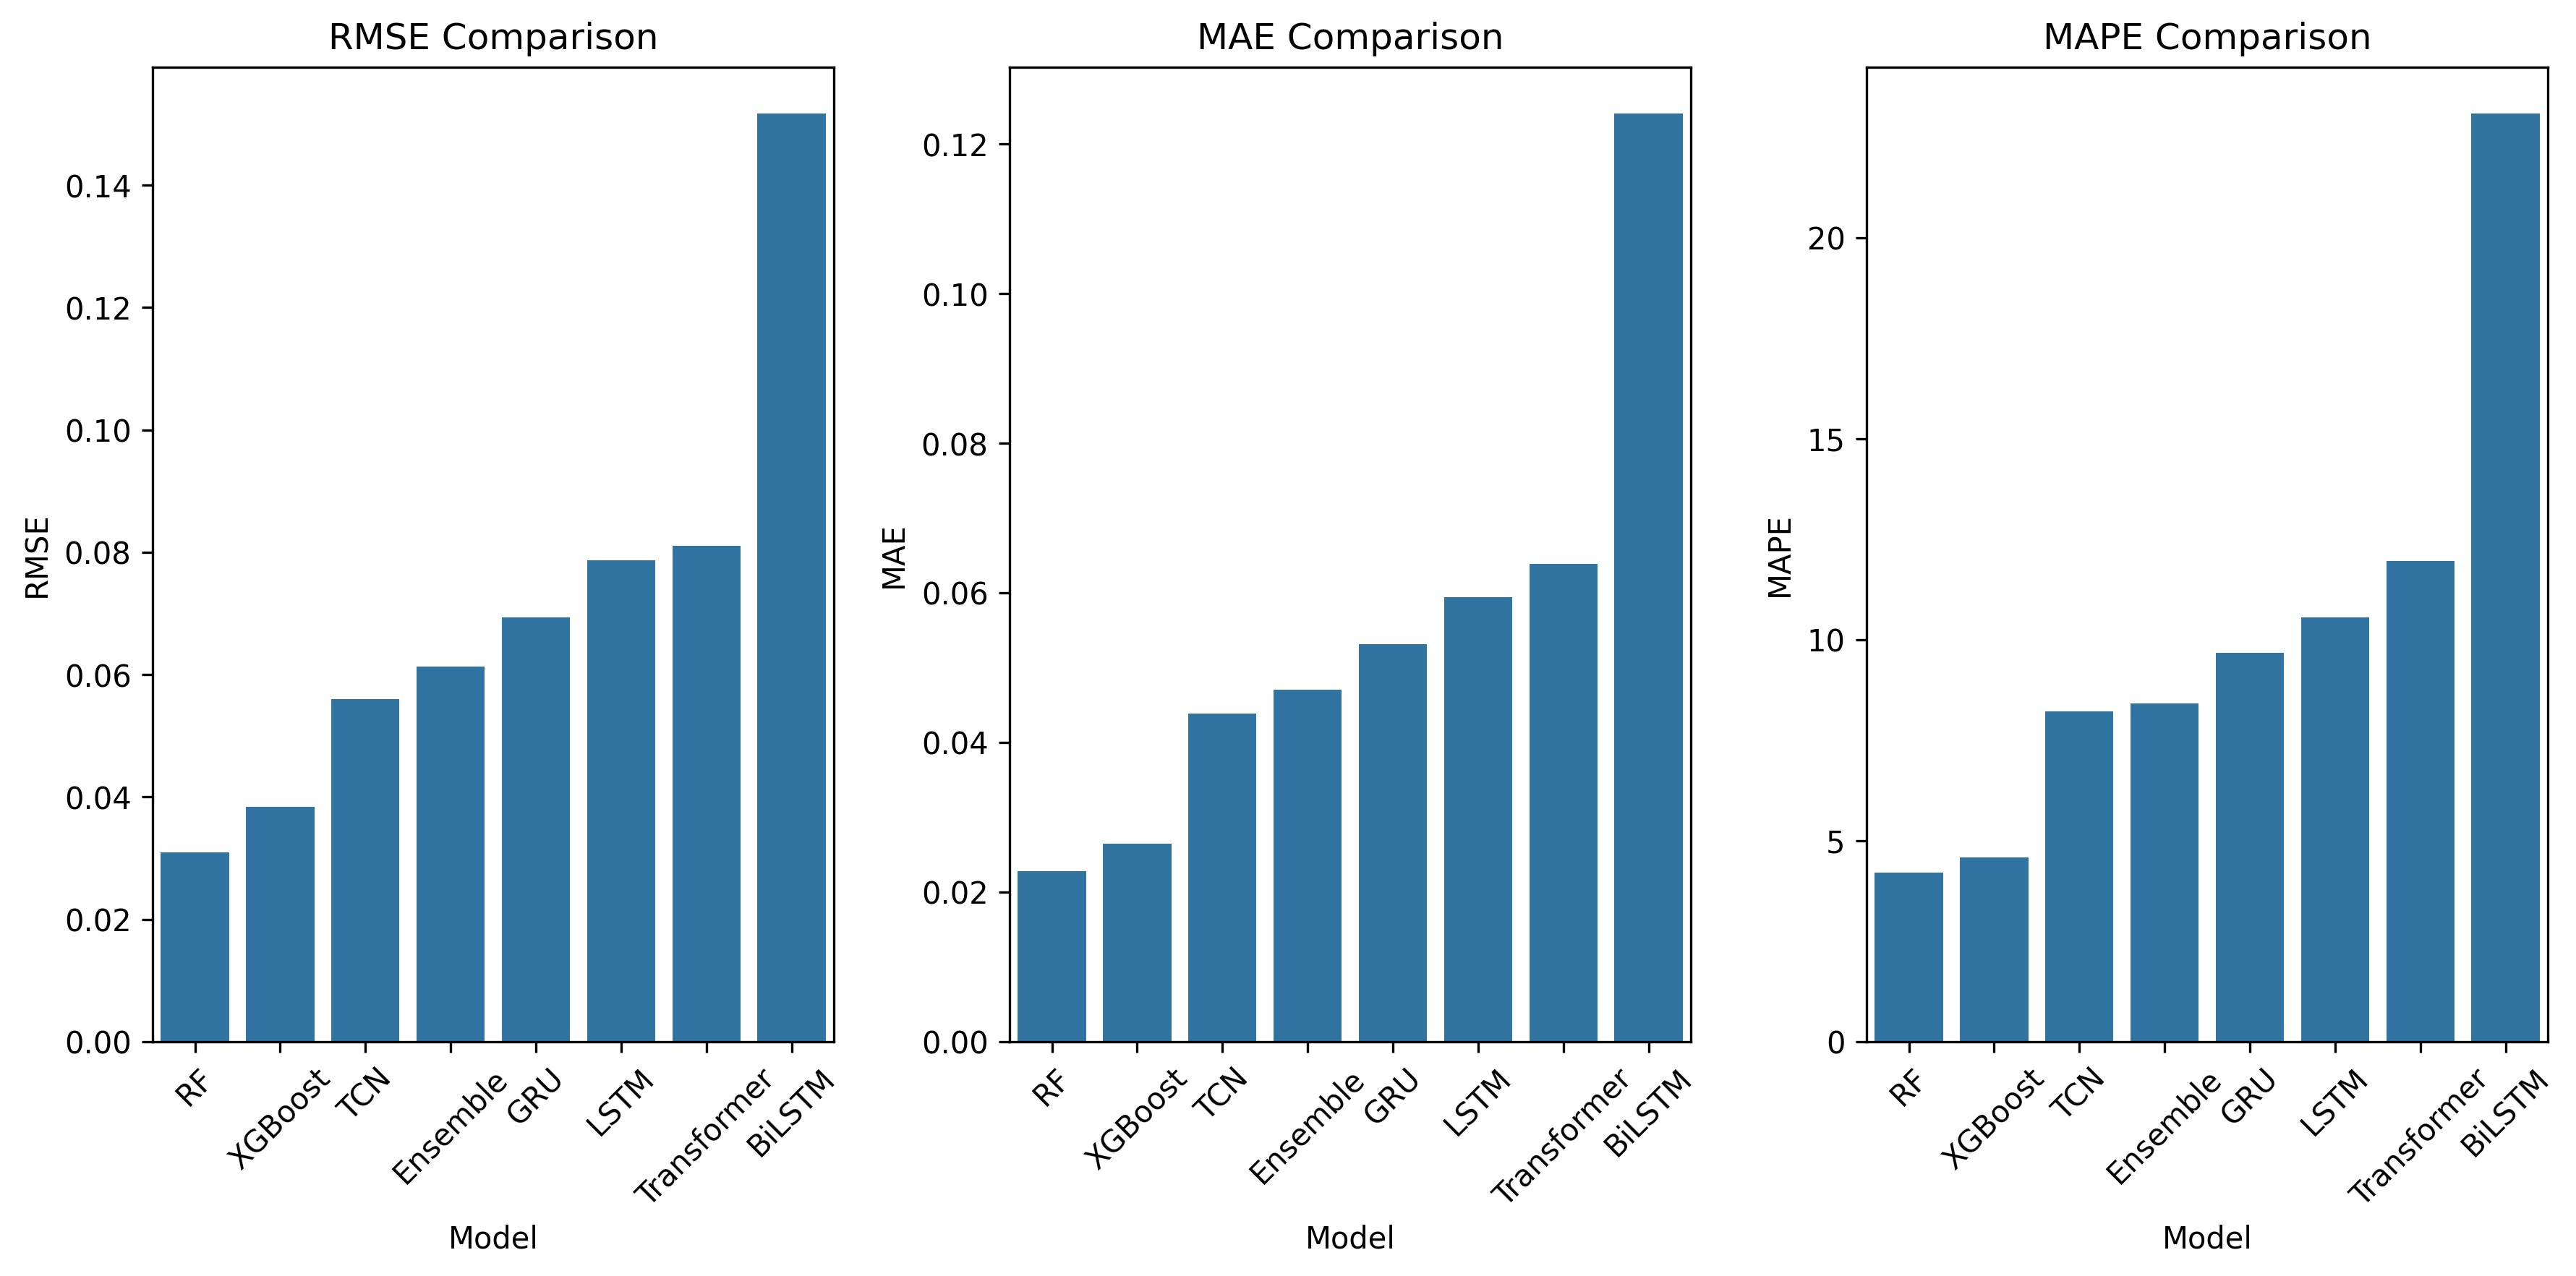 RMSE Comparison
RMSE
0.14
0.12
0.10
0.08
0.06
0.04
0.02
0.00
RF
XGBoost
TCN
Ensemble
GRU
LSTM
Transformer
BiLSTM
Model
MAE Comparison
MAE
0.12
0.10
0.08
0.06
0.04
0.02
0.00
RF
XGBoost
TCN
Ensemble
GRU
LSTM
Transformer
BiLSTM
Model
MAPE Comparison
MAPE
20
15
10
5
0
RF
XGBoost
TCN
Ensemble
GRU
LSTM
Transformer
BiLSTM
Model